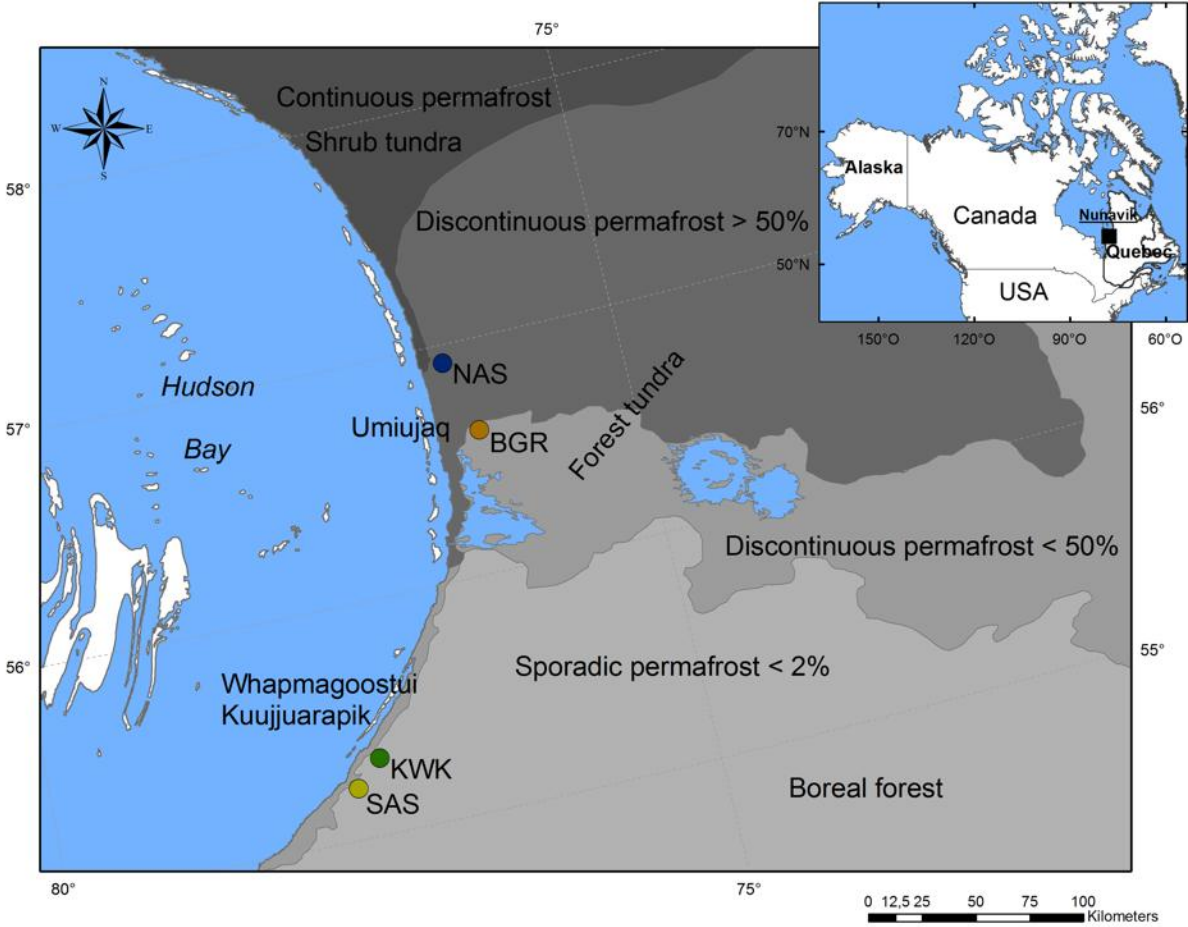 75°
N
W
E
S
Continuous permafrost
Shrub tundra
58°
Discontinuous permafrost > 50%
NAS
Hudson
Bay
Umiujaq
BGR
Forest tundra
57°
56°
Discontinuous permafrost < 50%
Sporadic permafrost < 2%
55°
56°
Whapmagoostui
Kuujjuarapik
KWK
SAS
Boreal forest
80°
75°
0 12,5 25 50 75 100
Kilometers
70°N
50°N
Alaska
Canada
Nunavik
Quebec
USA
150°O
120°O
90°O
60°O